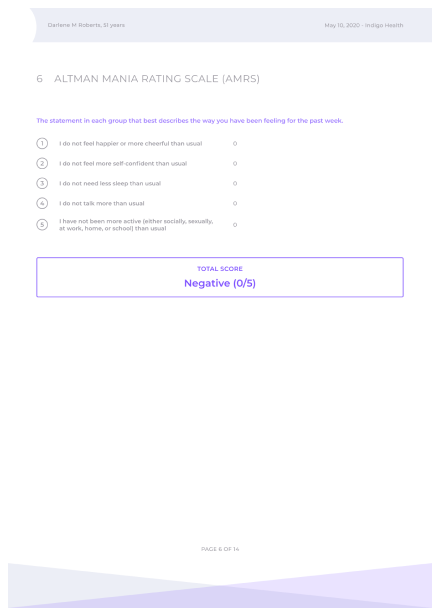 Darlene M Roberts, 51 years
May 10, 2020 - Indigo Health
6 ALTMAN MANIA RATING SCALE (AMRS)
The statement in each group that best describes the way you have been feeling for the past week.
1 I do not feel happier or more cheerful than usual 0
2 I do not feel more self-confident than usual 0
3 I do not need less sleep than usual 0
4 I do not talk more than usual 0
5 I have not been more active (either socially, sexually, 0
at work, home, or school) than usual
TOTAL SCORE
Negative (0/5)
PAGE 6 OF 14